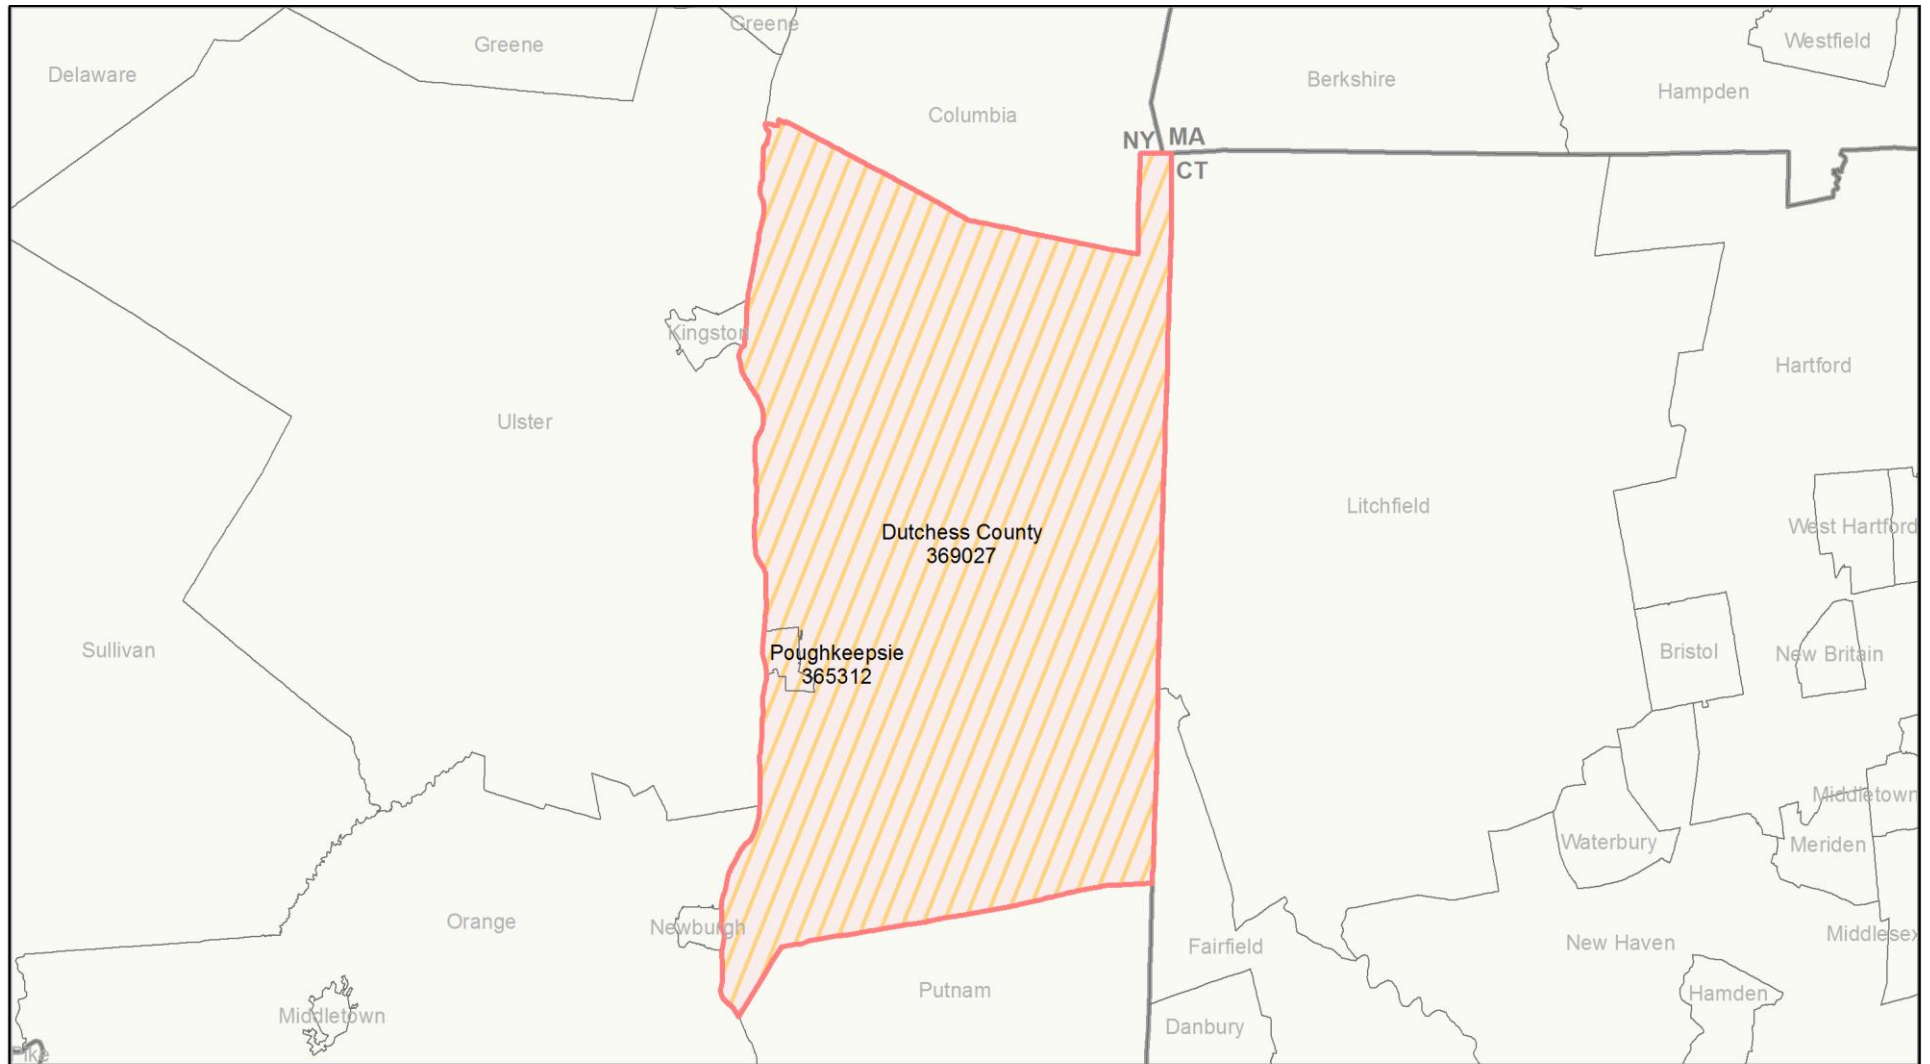 Greene
Greene
Westfield
Delaware
Berkshire
Hampden
Columbia
NY
MA
CT
Kingston
Hartford
Ulster
Litchfield
West Hartford
Dutchess County
369027
Sullivan
Poughkeepsie
365312
Bristol
New Britain
Middletown
Waterbury
Meriden
Orange
Newburgh
Fairfield
New Haven
Middlesex
Putnam
Hamden
Middletown
Danbury
Pike